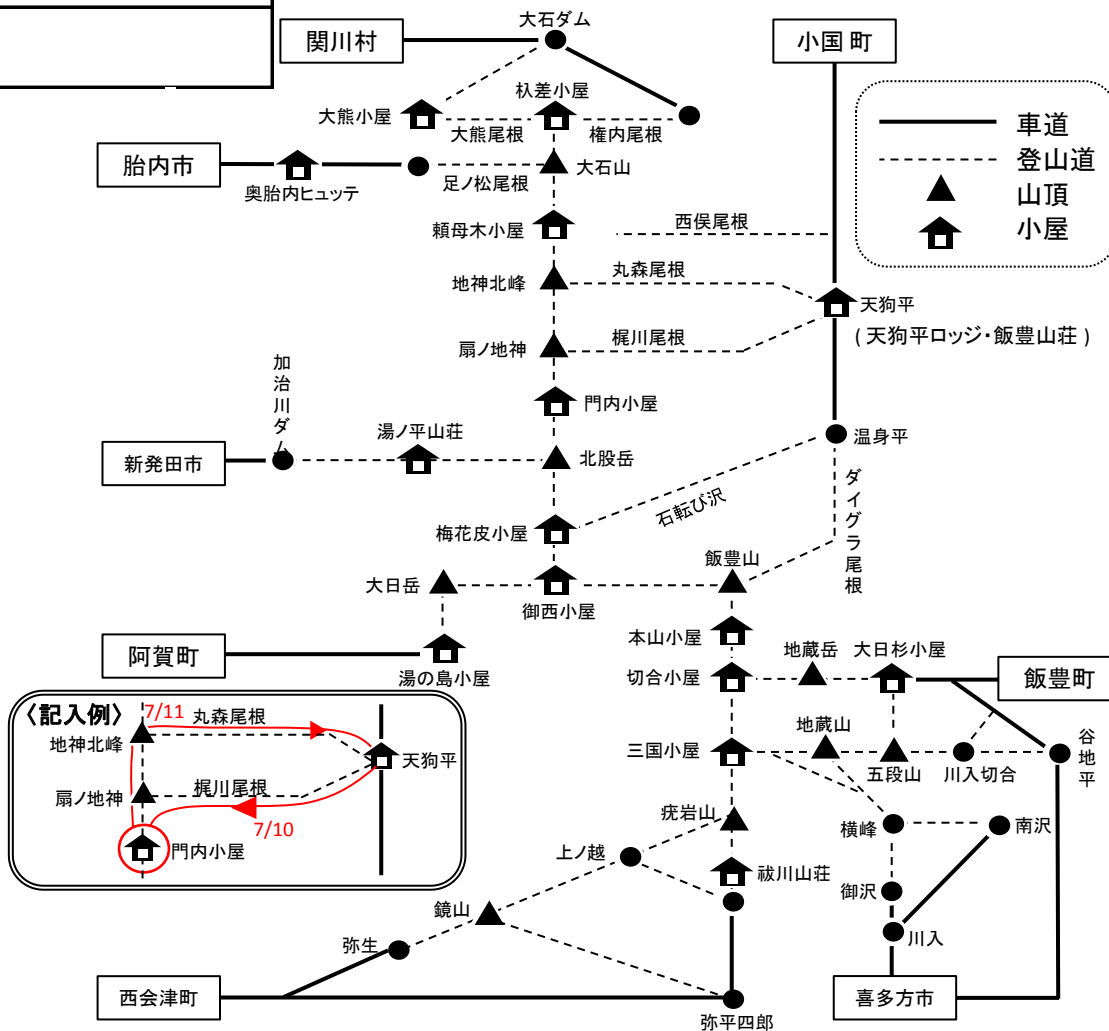 大石ダム
関川村
小国町
杁差小屋
大熊小屋
大熊尾根
権内尾根
車道
登山道
山頂
小屋
胎内市
奥胎内ヒュッテ
足ノ松尾根
大石山
頼母木小屋
西俣尾根
地神北峰
丸森尾根
天狗平
(天狗平ロッジ・飯豊山荘)
扇ノ地神
梶川尾根
加治川ダム
門内小屋
湯ノ平山荘
温身平
新発田市
北股岳
石転び沢
ダイグラ尾根
梅花皮小屋
飯豊山
大日岳
御西小屋
本山小屋
阿賀町
湯の島小屋
切合小屋
地蔵岳
大日杉小屋
飯豊町
〈記入例〉
7/11
丸森尾根
地神北峰
天狗平
扇ノ地神
梶川尾根
7/10
門内小屋
三国小屋
地蔵山
五段山
川入切合
谷地平
疣岩山
横峰
南沢
上ノ越
祓川山荘
御沢
鏡山
川入
弥生
西会津町
弥平四郎
喜多方市